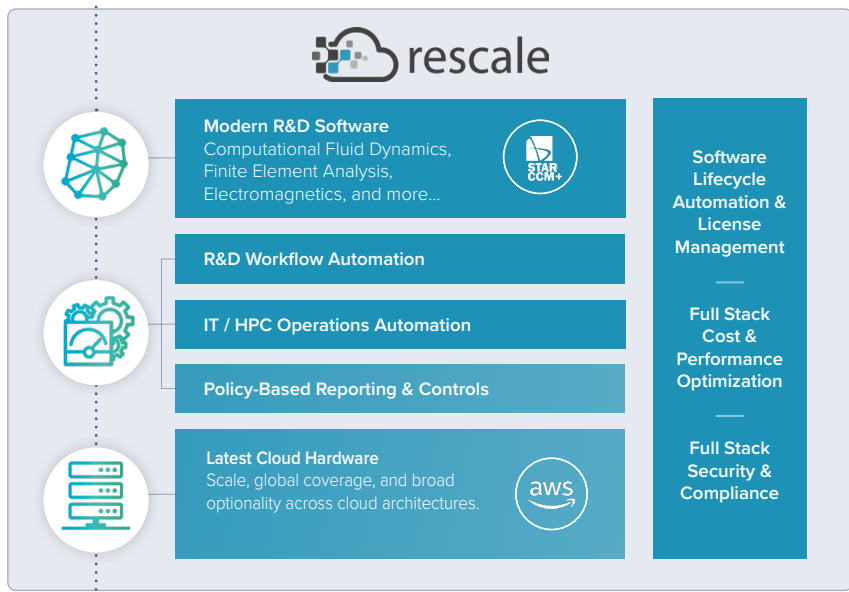 rescale
Modern R&D Software
Computational Fluid Dynamics,
Finite Element Analysis,
Electromagnetics, and more...
STAR
CCM+
R&D Workflow Automation
IT / HPC Operations Automation
Policy-Based Reporting & Controls
Latest Cloud Hardware
Scale, global coverage, and broad
optionality across cloud architectures.
aws
Software
Lifecycle
Automation &
License
Management
Full Stack
Cost &
Performance
Optimization
Full Stack
Security &
Compliance